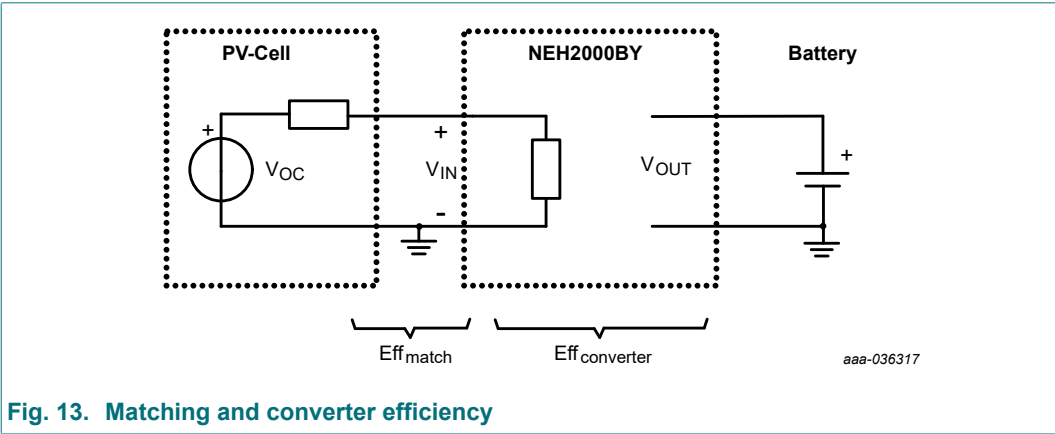 PV-Cell NEH2000BY Battery
+ + +
VOC VIN VOUT
-
Effmatch Effconverter
aaa-036317
Fig. 13. Matching and converter efficiency